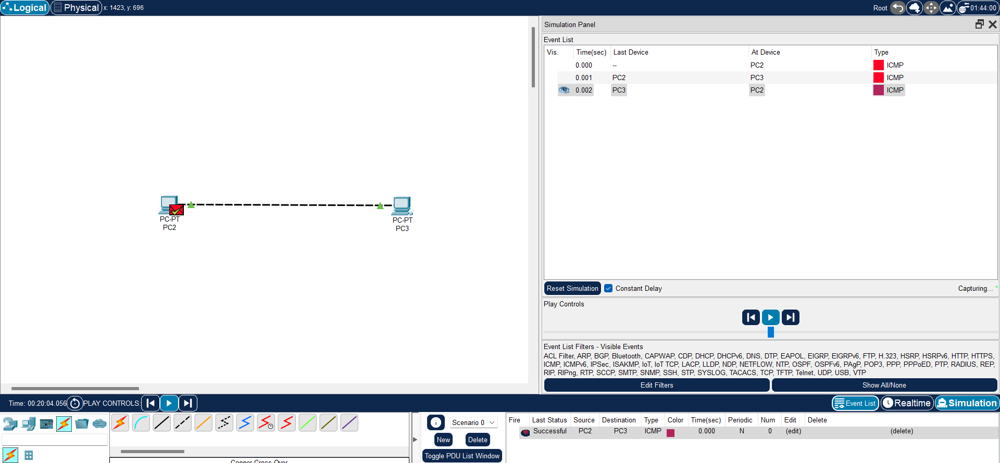 Logical Physical x: 1423, y: 696 Root 01:44:00
Simulation Panel
Event List
Vis. Time(sec) Last Device At Device Type
0.000 -- PC2 ICMP
0.001 PC2 PC3 ICMP
0.002 PC3 PC2 ICMP
PC-PT
PC2
PC-PT
PC3
Reset Simulation Constant Delay Capturing...
Play Controls
Event List Filters - Visible Events
ACL Filter, ARP, BGP, Bluetooth, CAPWAP, CDP, DHCP, DHCPv6, DNS, DTP, EAPOL, EIGRP, EIGRPv6, FTP, H.323, HSRP, HSRPv6, HTTP, HTTPS,
ICMP, ICMPv6, IPSec, ISAKMP, IoT, IoT TCP, LACP, LLDP, NDP, NETFLOW, NTP, OSPF, OSPFv6, PAgP, POP3, PPP, PPPoED, PTP, RADIUS, REP,
RIP, RIPng, RTP, SCCP, SMTP, SNMP, SSH, STP, SYSLOG, TACACS, TCP, TFTP, Telnet, UDP, USB, VTP
Edit Filters Show All/None
Time: 00:20:04.056 PLAY CONTROLS: Event List Realtime Simulation
Scenario 0
New Delete
Toggle PDU List Window
Fire Last Status Source Destination Type Color Time(sec) Periodic Num Edit Delete
Successful PC2 PC3 ICMP 0.000 N 0 (edit) (delete)
Copper Cross-Over